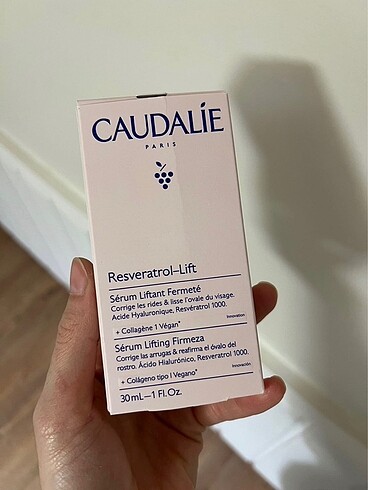 CAUDALÍE
PARIS
Resveratrol–Lift
Sérum Liftant Fermeté
Corrige les rides & lisse l'ovale du visage.
Acide Hyaluronique, Resvératrol 1000.
Innovation
+ Collagène 1 Végan*
Sérum Lifting Firmeza
Corrige las arrugas & reafirma el óvalo del
rostro. Ácido Hialurónico, Resveratrol 1000.
Innovación
+ Colágeno tipo I Vegano*
30mL–1 Fl.Oz.